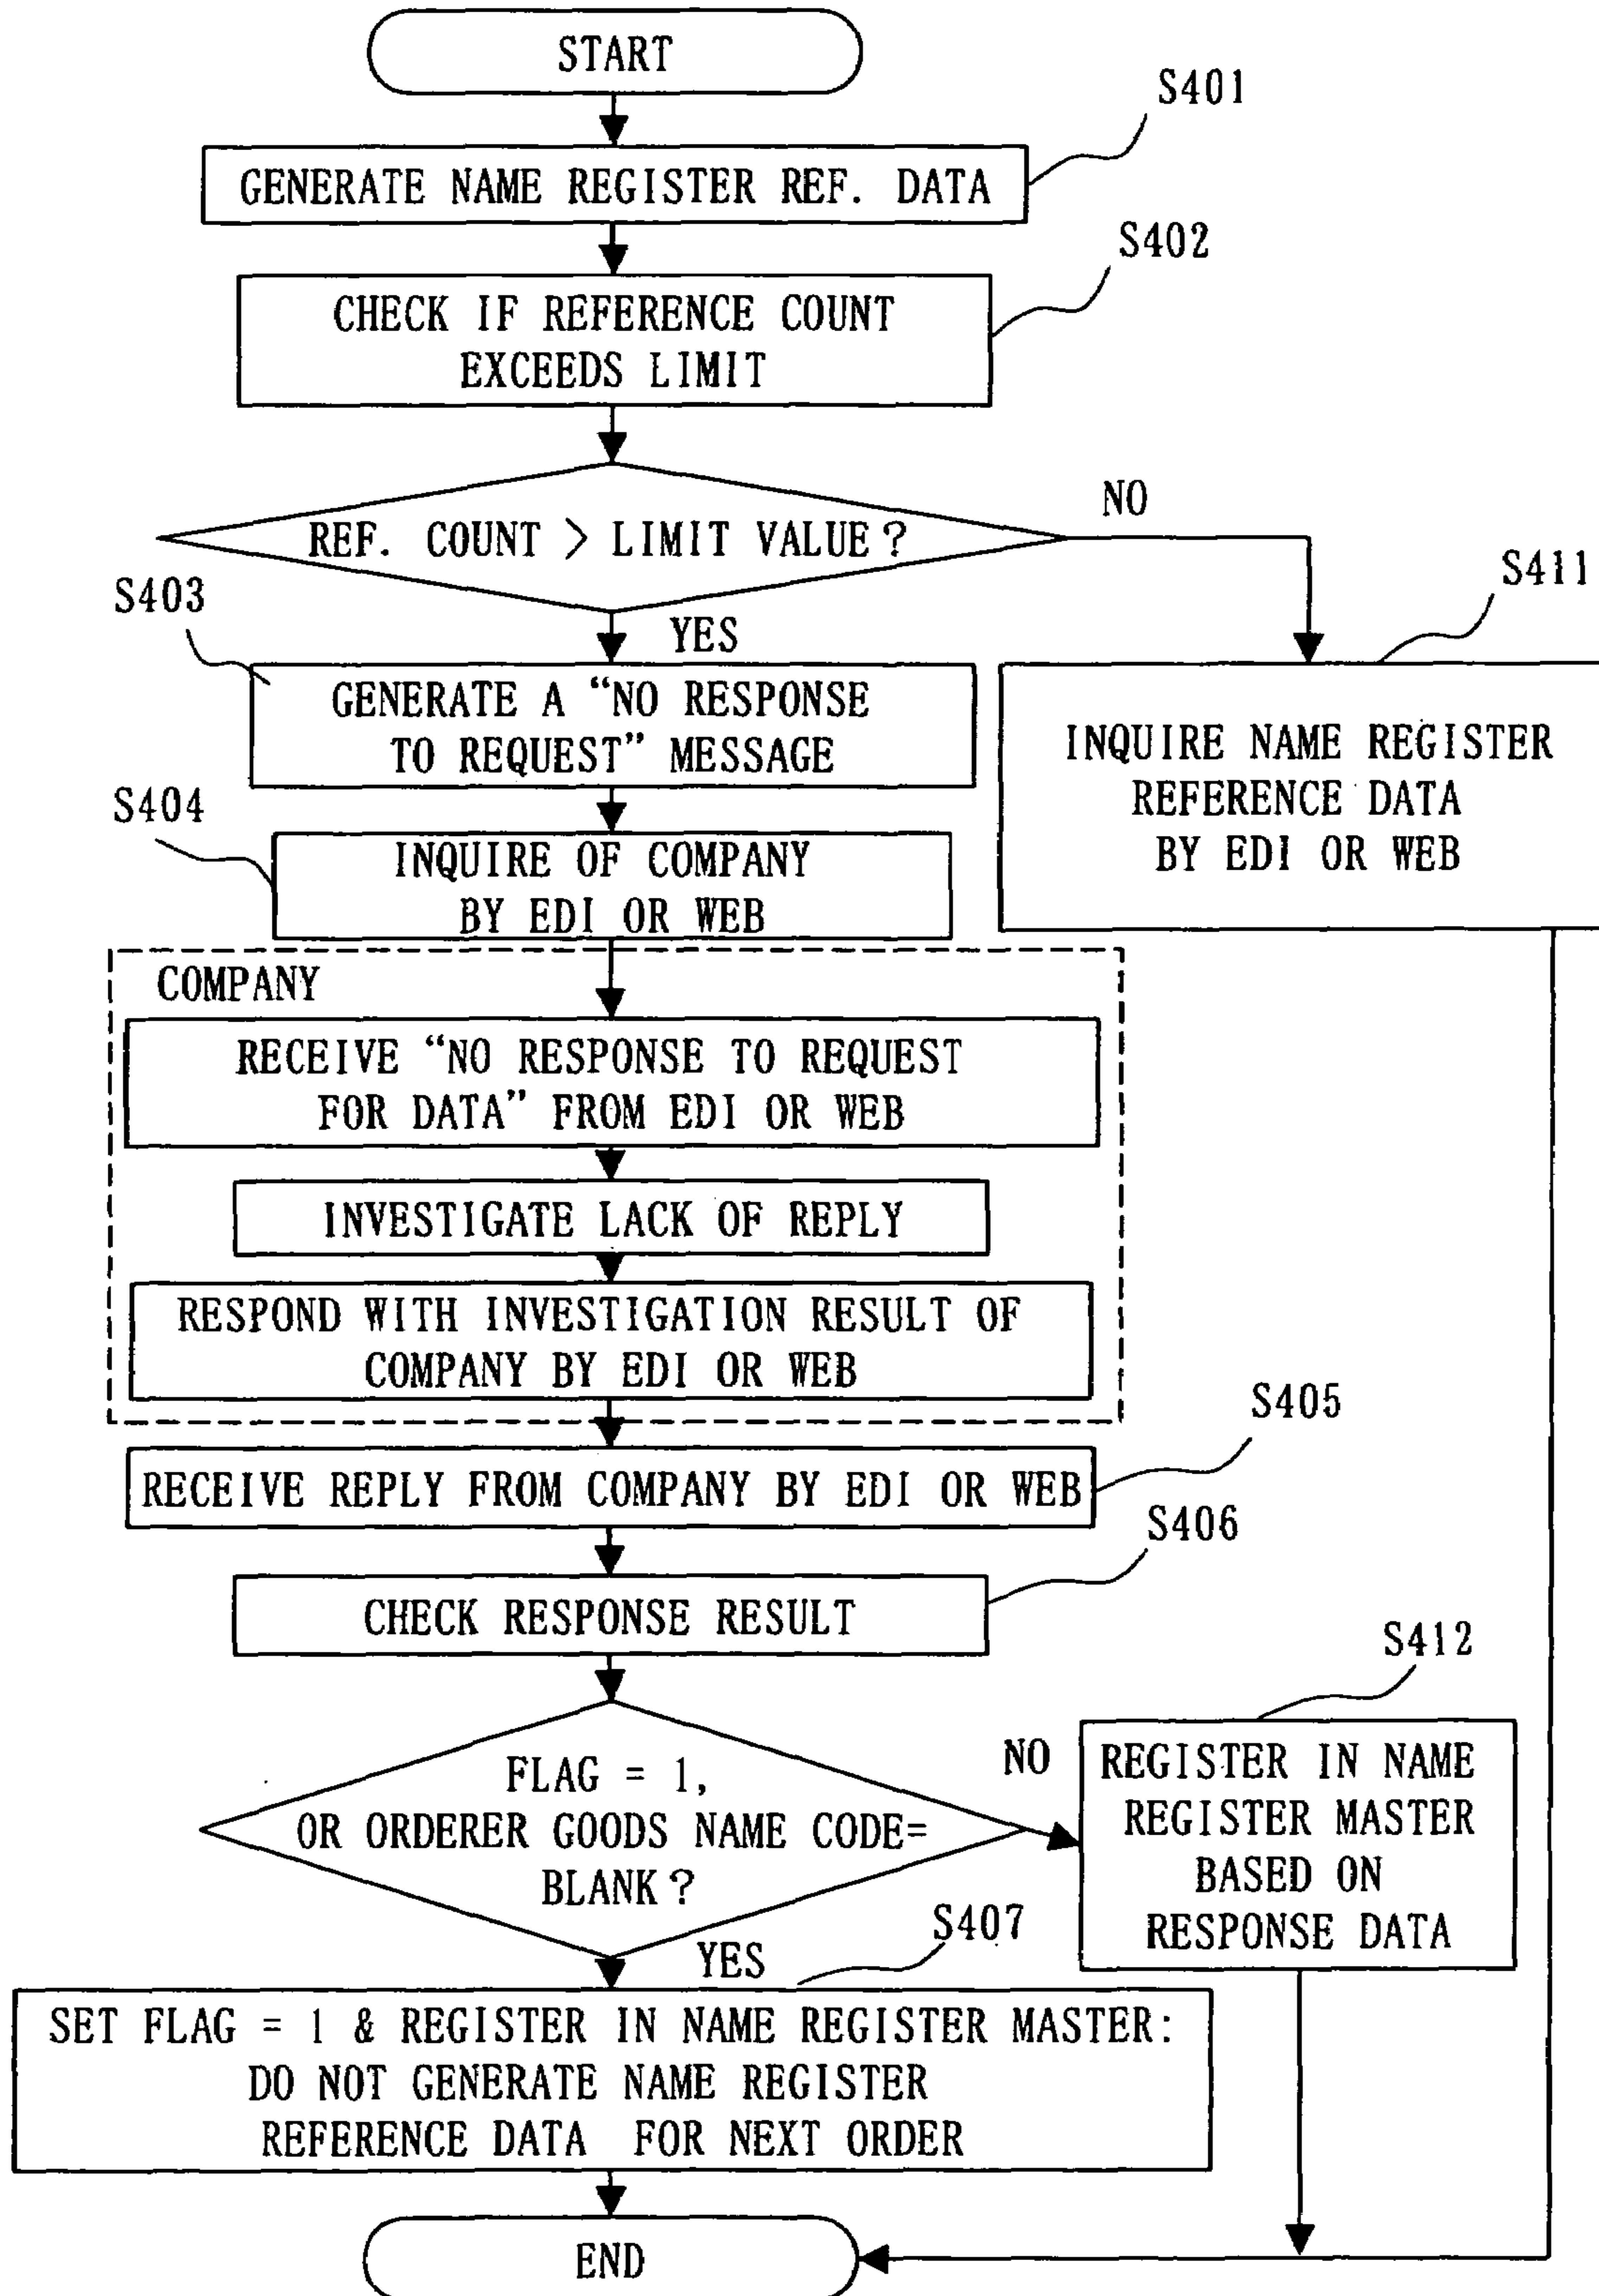 START
S401
GENERATE NAME REGISTER REF. DATA
S402
CHECK IF REFERENCE COUNT
EXCEEDS LIMIT
REF. COUNT > LIMIT VALUE?
NO
S411
S403
YES
GENERATE A “NO RESPONSE
TO REQUEST” MESSAGE
INQUIRE NAME REGISTER
REFERENCE DATA
BY EDI OR WEB
S404
INQUIRE OF COMPANY
BY EDI OR WEB
COMPANY
RECEIVE “NO RESPONSE TO REQUEST
FOR DATA” FROM EDI OR WEB
INVESTIGATE LACK OF REPLY
RESPOND WITH INVESTIGATION RESULT OF
COMPANY BY EDI OR WEB
S405
RECEIVE REPLY FROM COMPANY BY EDI OR WEB
S406
CHECK RESPONSE RESULT
S412
FLAG = 1,
OR ORDERER GOODS NAME CODE=
BLANK?
NO
REGISTER IN NAME
REGISTER MASTER
BASED ON
RESPONSE DATA
S407
YES
SET FLAG = 1 & REGISTER IN NAME REGISTER MASTER:
DO NOT GENERATE NAME REGISTER
REFERENCE DATA FOR NEXT ORDER
END